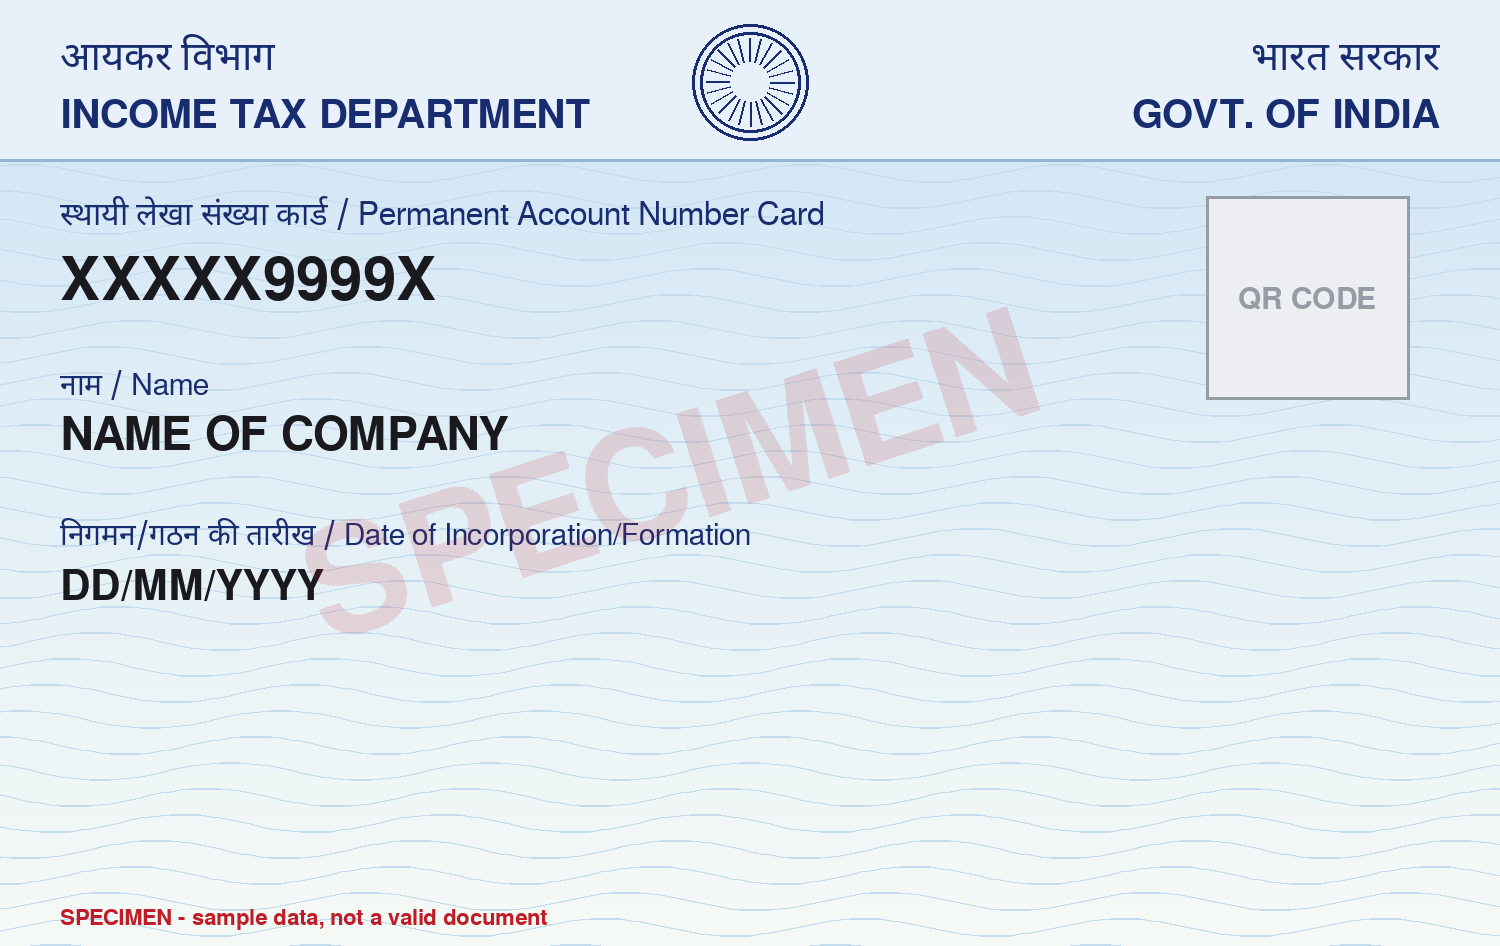 आयकर विभाग
INCOME TAX DEPARTMENT
भारत सरकार
GOVT. OF INDIA
स्थायी लेखा संख्या कार्ड / Permanent Account Number Card
XXXXX9999X
QR CODE
नाम / Name
NAME OF COMPANY
SPECIMEN
निगमन/गठन की तारीख / Date of Incorporation/Formation
DD/MM/YYYY
SPECIMEN - sample data, not a valid document